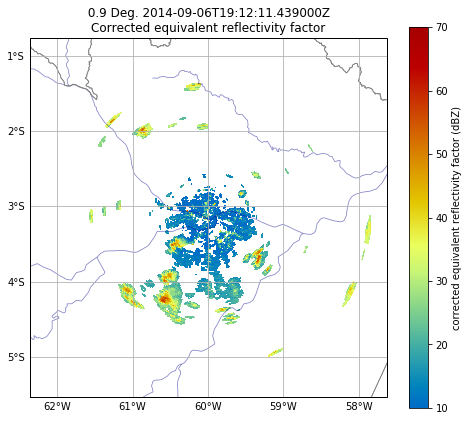 0.9 Deg. 2014-09-06T19:12:11.439000Z
Corrected equivalent reflectivity factor
1°S
2°S
3°S
4°S
5°S
62°W 61°W 60°W 59°W 58°W
70
60
50
40
30
20
10
corrected equivalent reflectivity factor (dBZ)